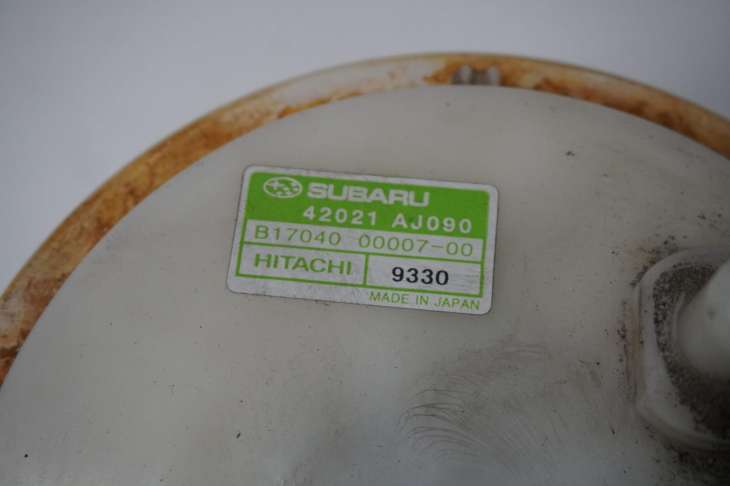 SUBARU
42021 AJ090
B17040 00007-00
HITACHI 9330
MADE IN JAPAN